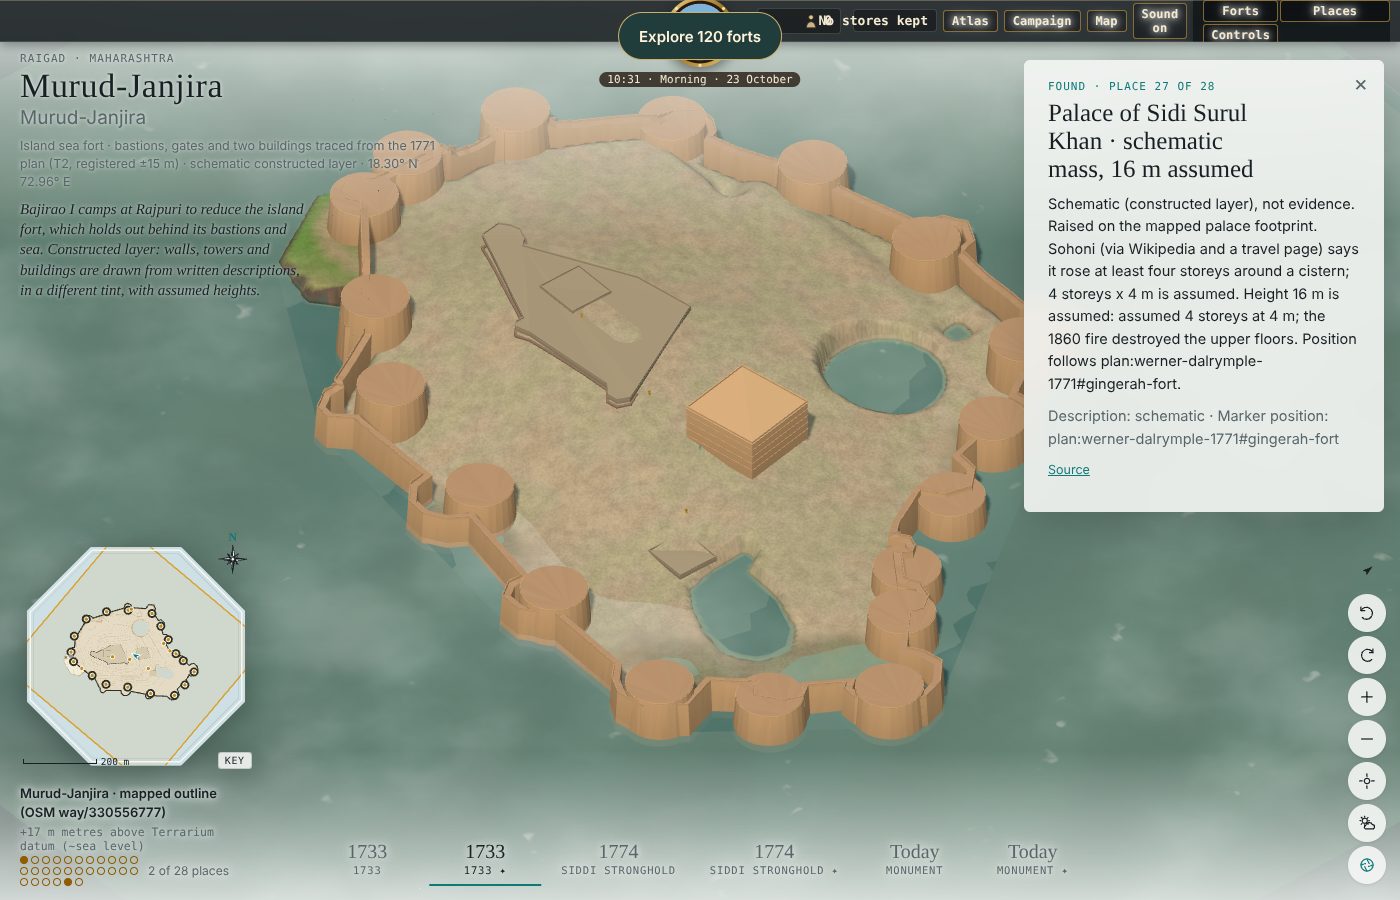 Explore 120 forts
No stores kept
Atlas
Campaign
Map
Sound on
Forts
Places
Controls
10:31 · Morning · 23 October
RAIGAD · MAHARASHTRA
Murud-Janjira
Murud-Janjira
Island sea fort · bastions, gates and two buildings traced from the 1771
plan (T2, registered ±15 m) · schematic constructed layer · 18.30° N
72.96° E
Bajirao I camps at Rajpuri to reduce the island
fort, which holds out behind its bastions and
sea. Constructed layer: walls, towers and
buildings are drawn from written descriptions,
in a different tint, with assumed heights.
FOUND · PLACE 27 OF 28
Palace of Sidi Surul
Khan · schematic
mass, 16 m assumed
Schematic (constructed layer), not evidence.
Raised on the mapped palace footprint.
Sohoni (via Wikipedia and a travel page) says
it rose at least four storeys around a cistern;
4 storeys x 4 m is assumed. Height 16 m is
assumed: assumed 4 storeys at 4 m; the
1860 fire destroyed the upper floors. Position
follows plan:werner-dalrymple-
1771#gingerah-fort.
Description: schematic · Marker position:
plan:werner-dalrymple-1771#gingerah-fort
Source
N
200 m
KEY
Murud-Janjira · mapped outline
(OSM way/330556777)
+17 m metres above Terrarium
datum (~sea level)
2 of 28 places
1733
1733
1733
1733 ✦
1774
SIDDI STRONGHOLD
1774
SIDDI STRONGHOLD ✦
Today
MONUMENT
Today
MONUMENT ✦